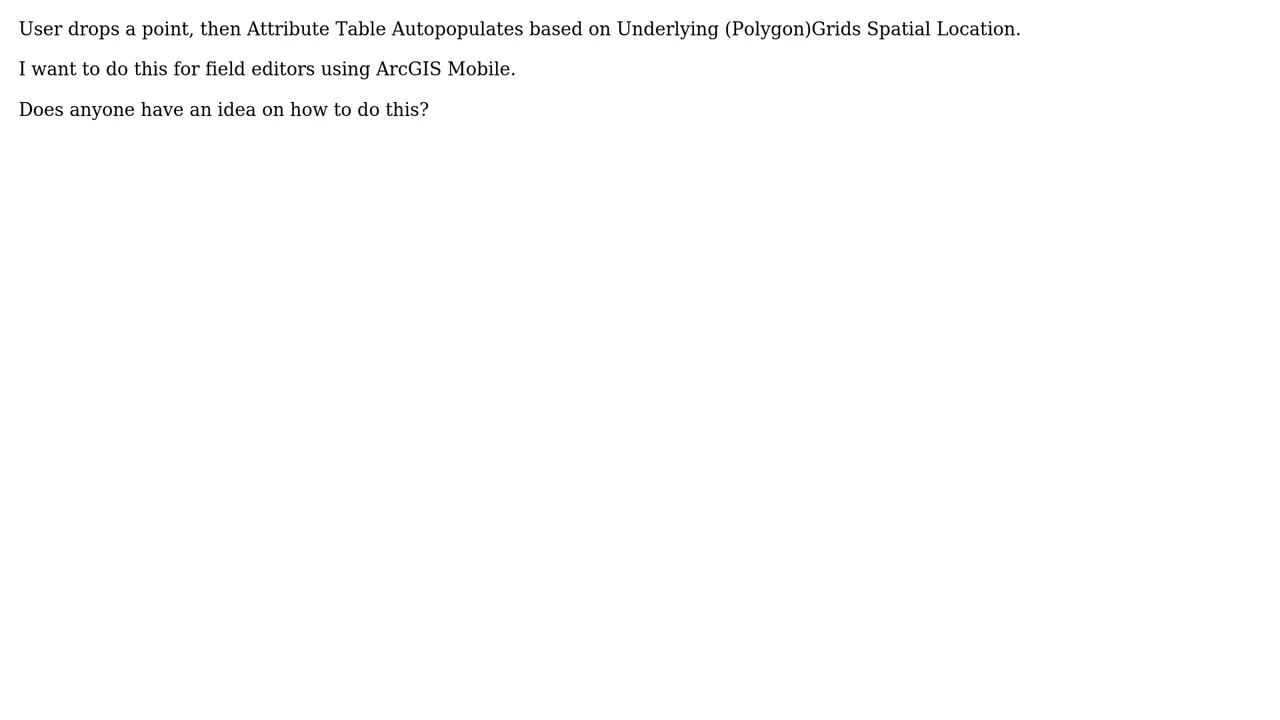 User drops a point, then Attribute Table Autopopulates based on Underlying (Polygon)Grids Spatial Location.
I want to do this for field editors using ArcGIS Mobile.
Does anyone have an idea on how to do this?